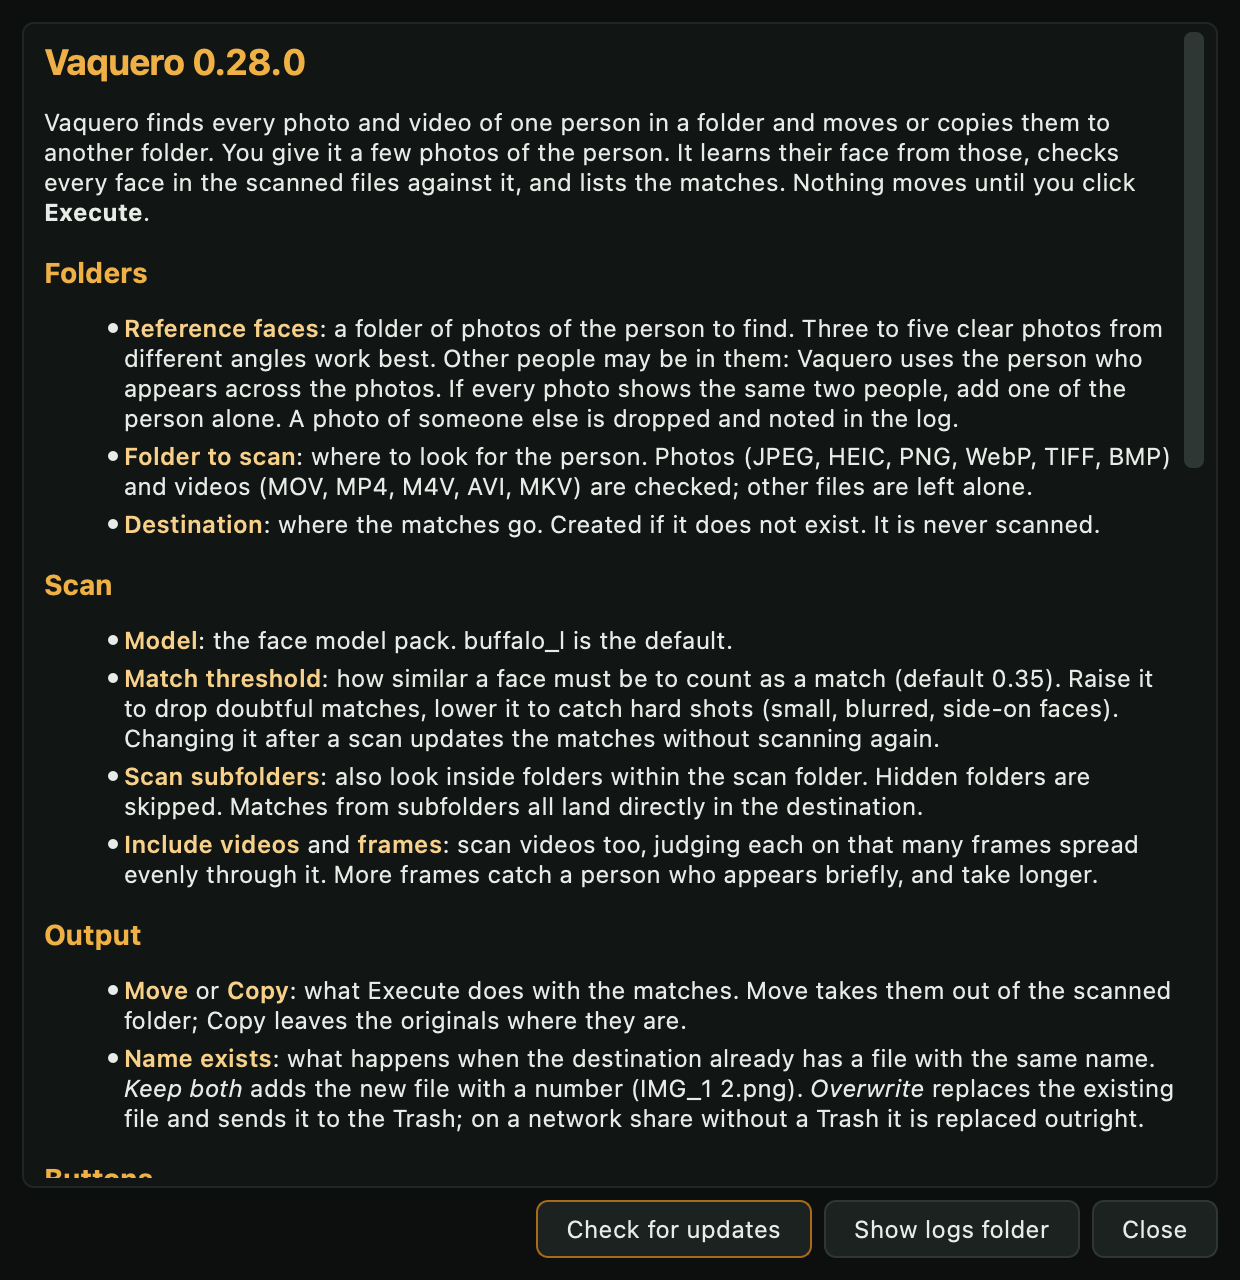 Vaquero 0.28.0
Vaquero finds every photo and video of one person in a folder and moves or copies them to
another folder. You give it a few photos of the person. It learns their face from those, checks
every face in the scanned files against it, and lists the matches. Nothing moves until you click
Execute.
Folders
• Reference faces: a folder of photos of the person to find. Three to five clear photos from
different angles work best. Other people may be in them: Vaquero uses the person who
appears across the photos. If every photo shows the same two people, add one of the
person alone. A photo of someone else is dropped and noted in the log.
• Folder to scan: where to look for the person. Photos (JPEG, HEIC, PNG, WebP, TIFF, BMP)
and videos (MOV, MP4, M4V, AVI, MKV) are checked; other files are left alone.
• Destination: where the matches go. Created if it does not exist. It is never scanned.
Scan
• Model: the face model pack. buffalo_l is the default.
• Match threshold: how similar a face must be to count as a match (default 0.35). Raise it
to drop doubtful matches, lower it to catch hard shots (small, blurred, side-on faces).
Changing it after a scan updates the matches without scanning again.
• Scan subfolders: also look inside folders within the scan folder. Hidden folders are
skipped. Matches from subfolders all land directly in the destination.
• Include videos and frames: scan videos too, judging each on that many frames spread
evenly through it. More frames catch a person who appears briefly, and take longer.
Output
• Move or Copy: what Execute does with the matches. Move takes them out of the scanned
folder; Copy leaves the originals where they are.
• Name exists: what happens when the destination already has a file with the same name.
Keep both adds the new file with a number (IMG_1 2.png). Overwrite replaces the existing
file and sends it to the Trash; on a network share without a Trash it is replaced outright.
Buttons
Check for updates
Show logs folder
Close